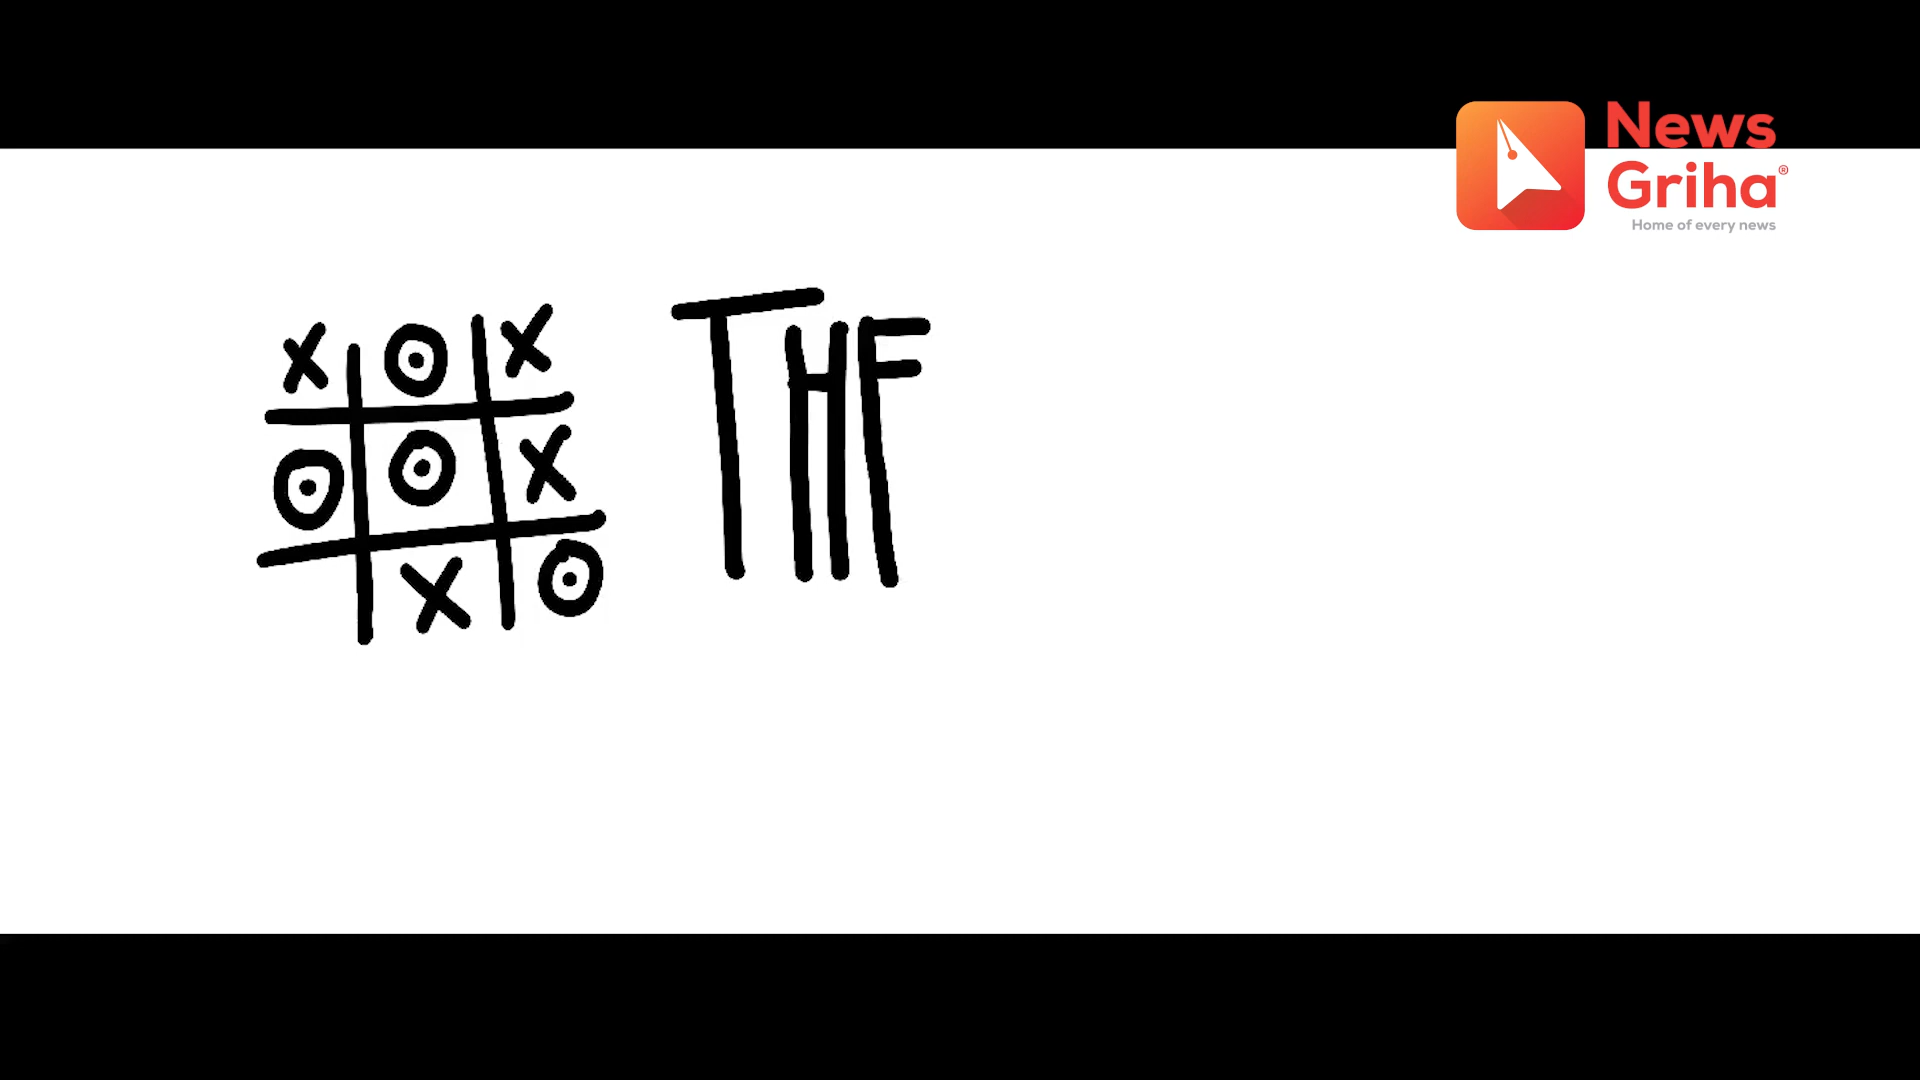 News
Griha®
Home of every news
X O X
O O X
X O
THF